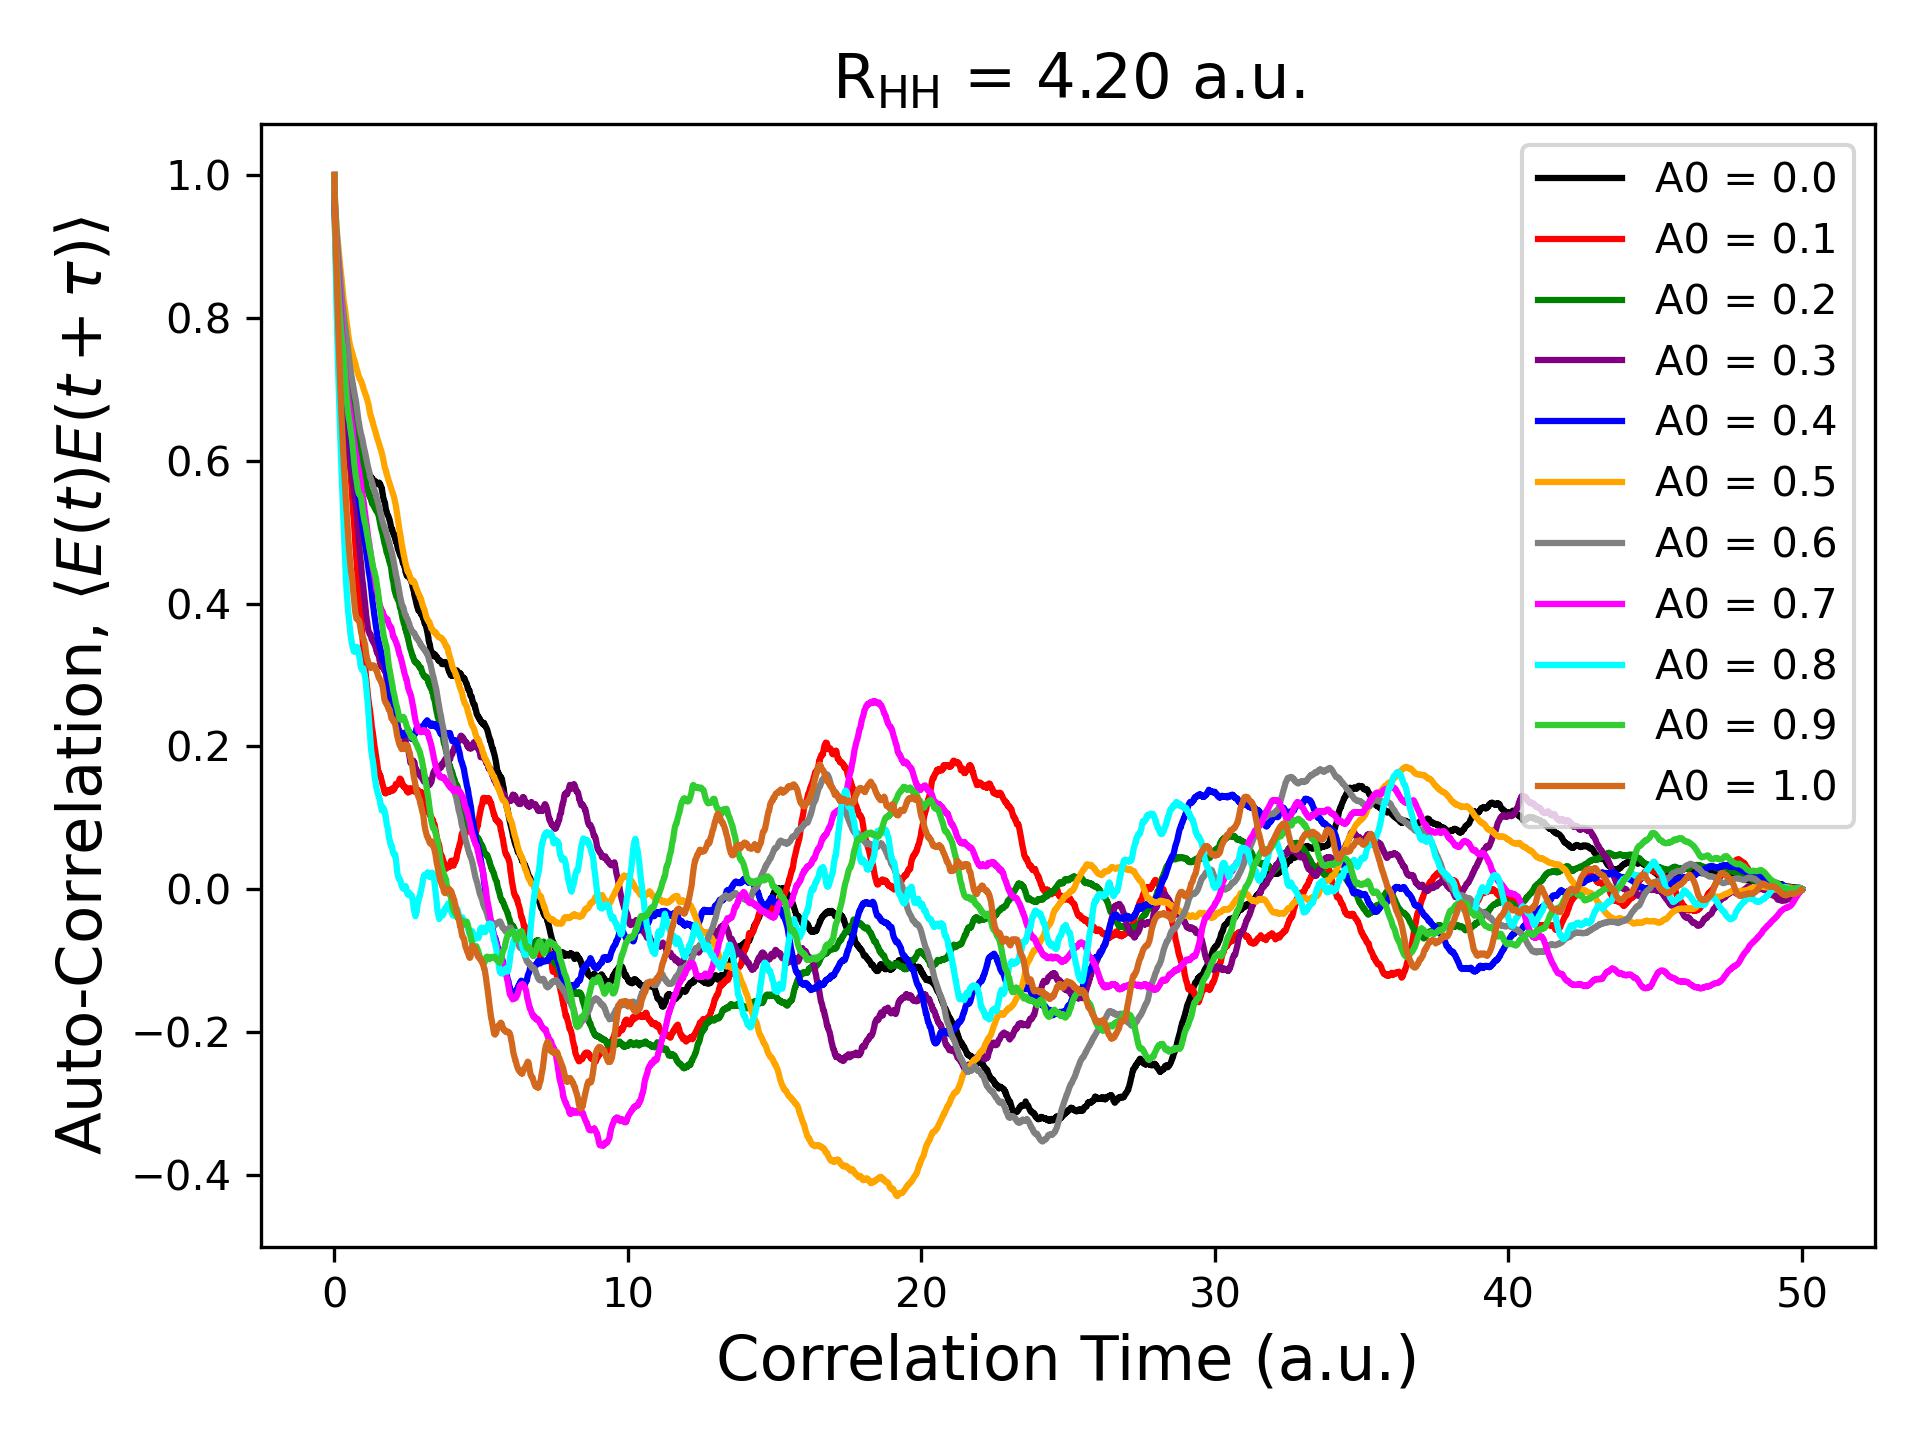 R_HH = 4.20 a.u.
Auto-Correlation, ⟨E(t)E(t + τ)⟩
1.0
0.8
0.6
0.4
0.2
0.0
−0.2
−0.4
A0 = 0.0
A0 = 0.1
A0 = 0.2
A0 = 0.3
A0 = 0.4
A0 = 0.5
A0 = 0.6
A0 = 0.7
A0 = 0.8
A0 = 0.9
A0 = 1.0
0 10 20 30 40 50
Correlation Time (a.u.)